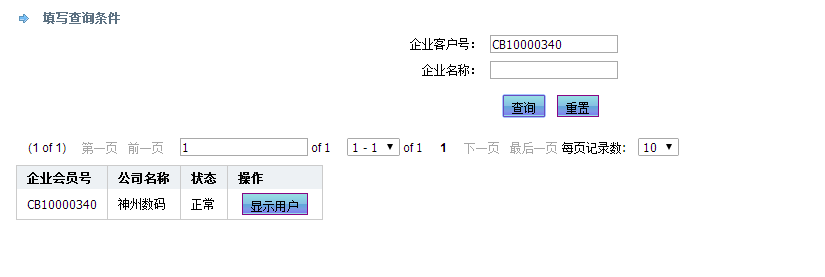 填写查询条件
企业客户号： CB10000340
企业名称：
查询 重置
(1 of 1) 第一页 前一页 1 of 1 1 - 1 of 1 1 下一页 最后一页 每页记录数： 10
企业会员号 公司名称 状态 操作
CB10000340 神州数码 正常 显示用户